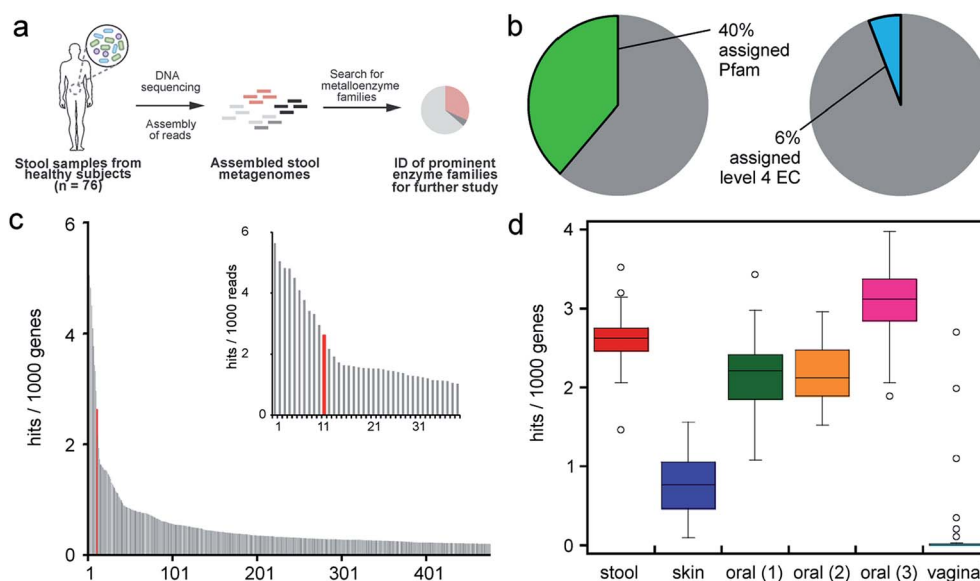 a
DNA
sequencing
Assembly
of reads
Search for
metalloenzyme
families
Stool samples from
healthy subjects
(n = 76)
Assembled stool
metagenomes
ID of prominent
enzyme families
for further study
b
40%
assigned
Pfam
6%
assigned
level 4 EC
c
hits / 1000 genes
6
4
2
0
1 101 201 301 401
hits / 1000 reads
6
4
2
0
1 11 21 31
d
hits / 1000 genes
4
3
2
1
0
stool skin oral (1) oral (2) oral (3) vaginal